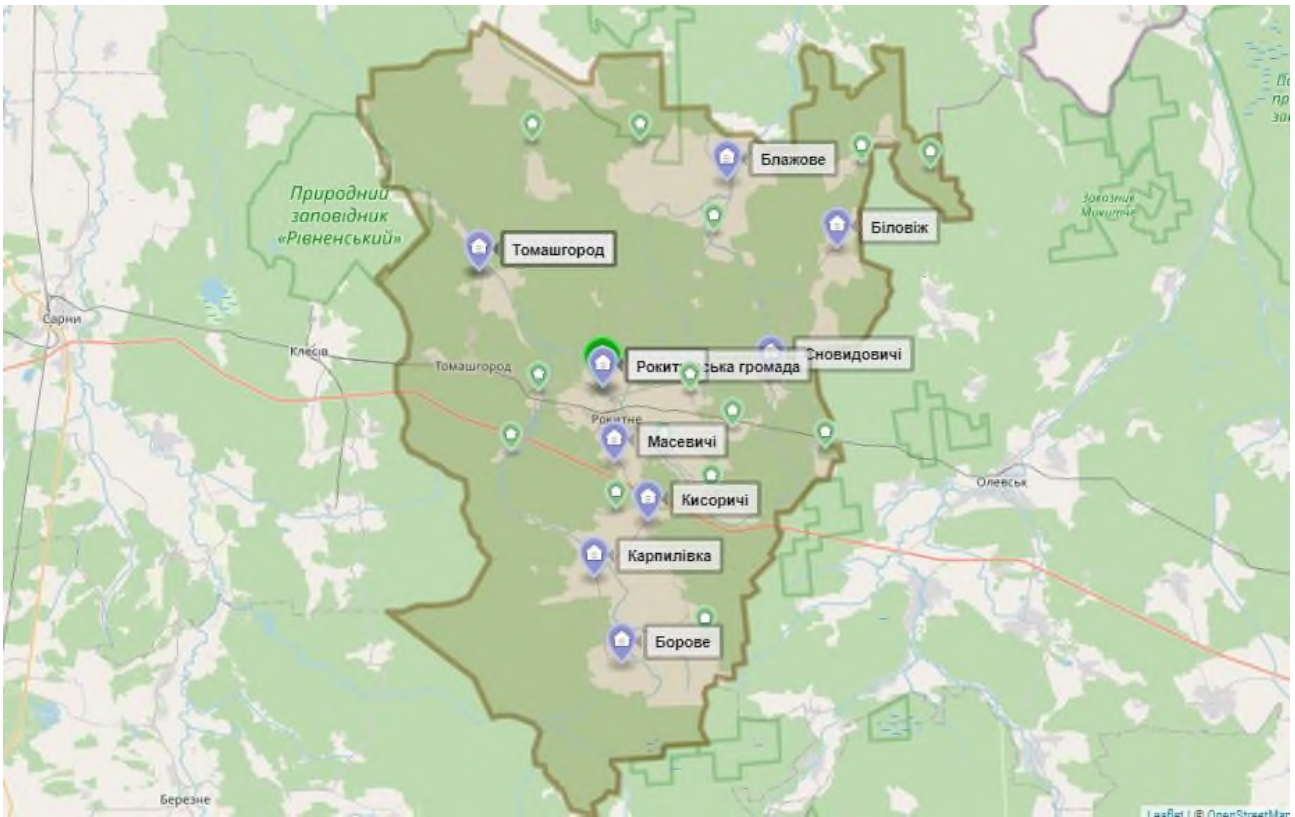 Блажове
Природний
заповідник
«Рівненський»
Заказник
Микитче
Біловіж
Томашгород
Сарни
Клесів
Сновидовичі
Томашгород
громада
Рокитне
Масевичі
Олевськ
Кисоричі
Карпилівка
Борове
Березне
Leaflet | © OpenStreetMap